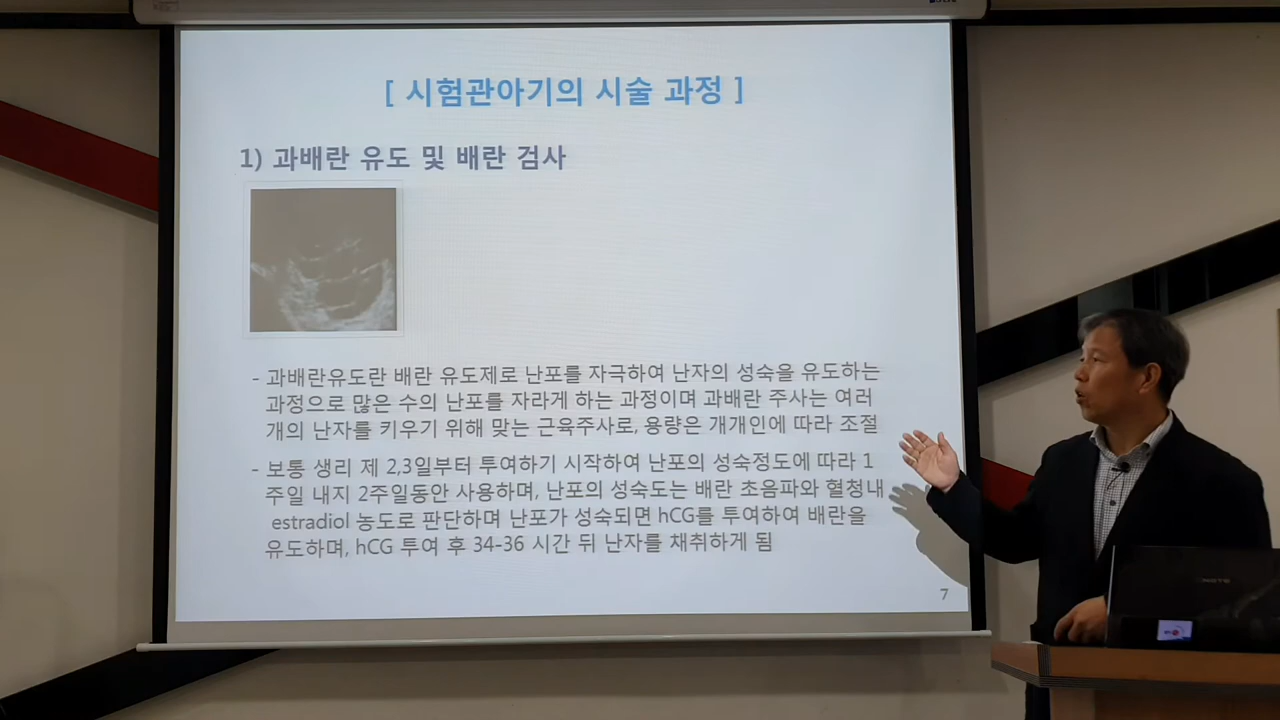 [ 시험관아기의 시술 과정 ]
1) 과배란 유도 및 배란 검사
- 과배란유도란 배란 유도제로 난포를 자극하여 난자의 성숙을 유도하는
과정으로 많은 수의 난포를 자라게 하는 과정이며 과배란 주사는 여러
개의 난자를 키우기 위해 맞는 근육주사로, 용량은 개개인에 따라 조절
- 보통 생리 제 2,3일부터 투여하기 시작하여 난포의 성숙정도에 따라 1
주일 내지 2주일동안 사용하며, 난포의 성숙도는 배란 초음파와 혈청내
estradiol 농도로 판단하며 난포가 성숙되면 hCG를 투여하여 배란을
유도하며, hCG 투여 후 34-36 시간 뒤 난자를 채취하게 됨
7